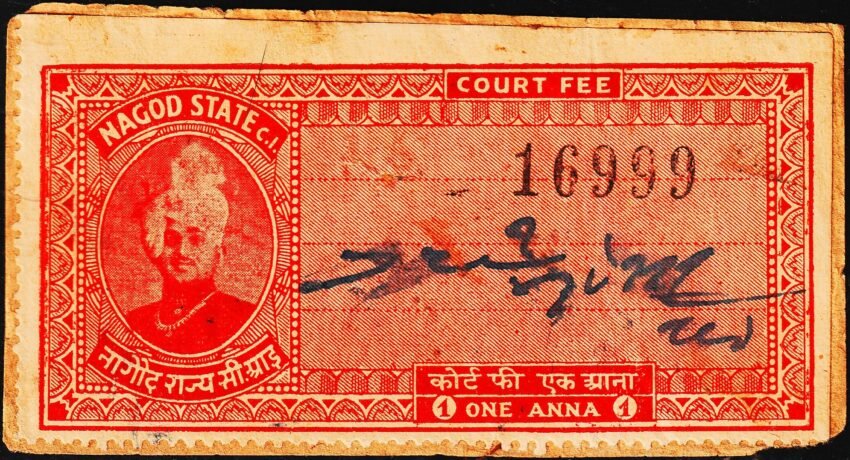 COURT FEE
NAGOD STATE C.I.
16999
नागौद राज्य सी.आई
कोर्ट फी एक आना
1 ONE ANNA 1